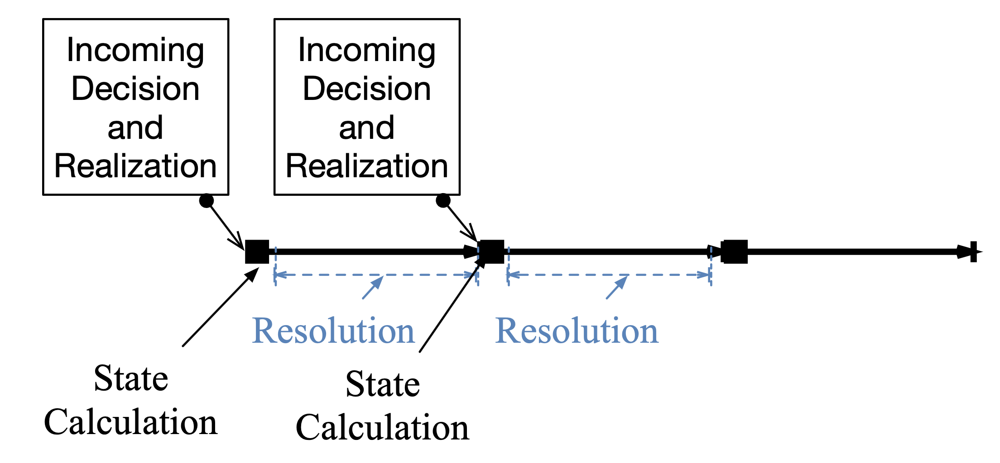 Incoming
Decision
and
Realization
Incoming
Decision
and
Realization
Resolution
Resolution
State
Calculation
State
Calculation